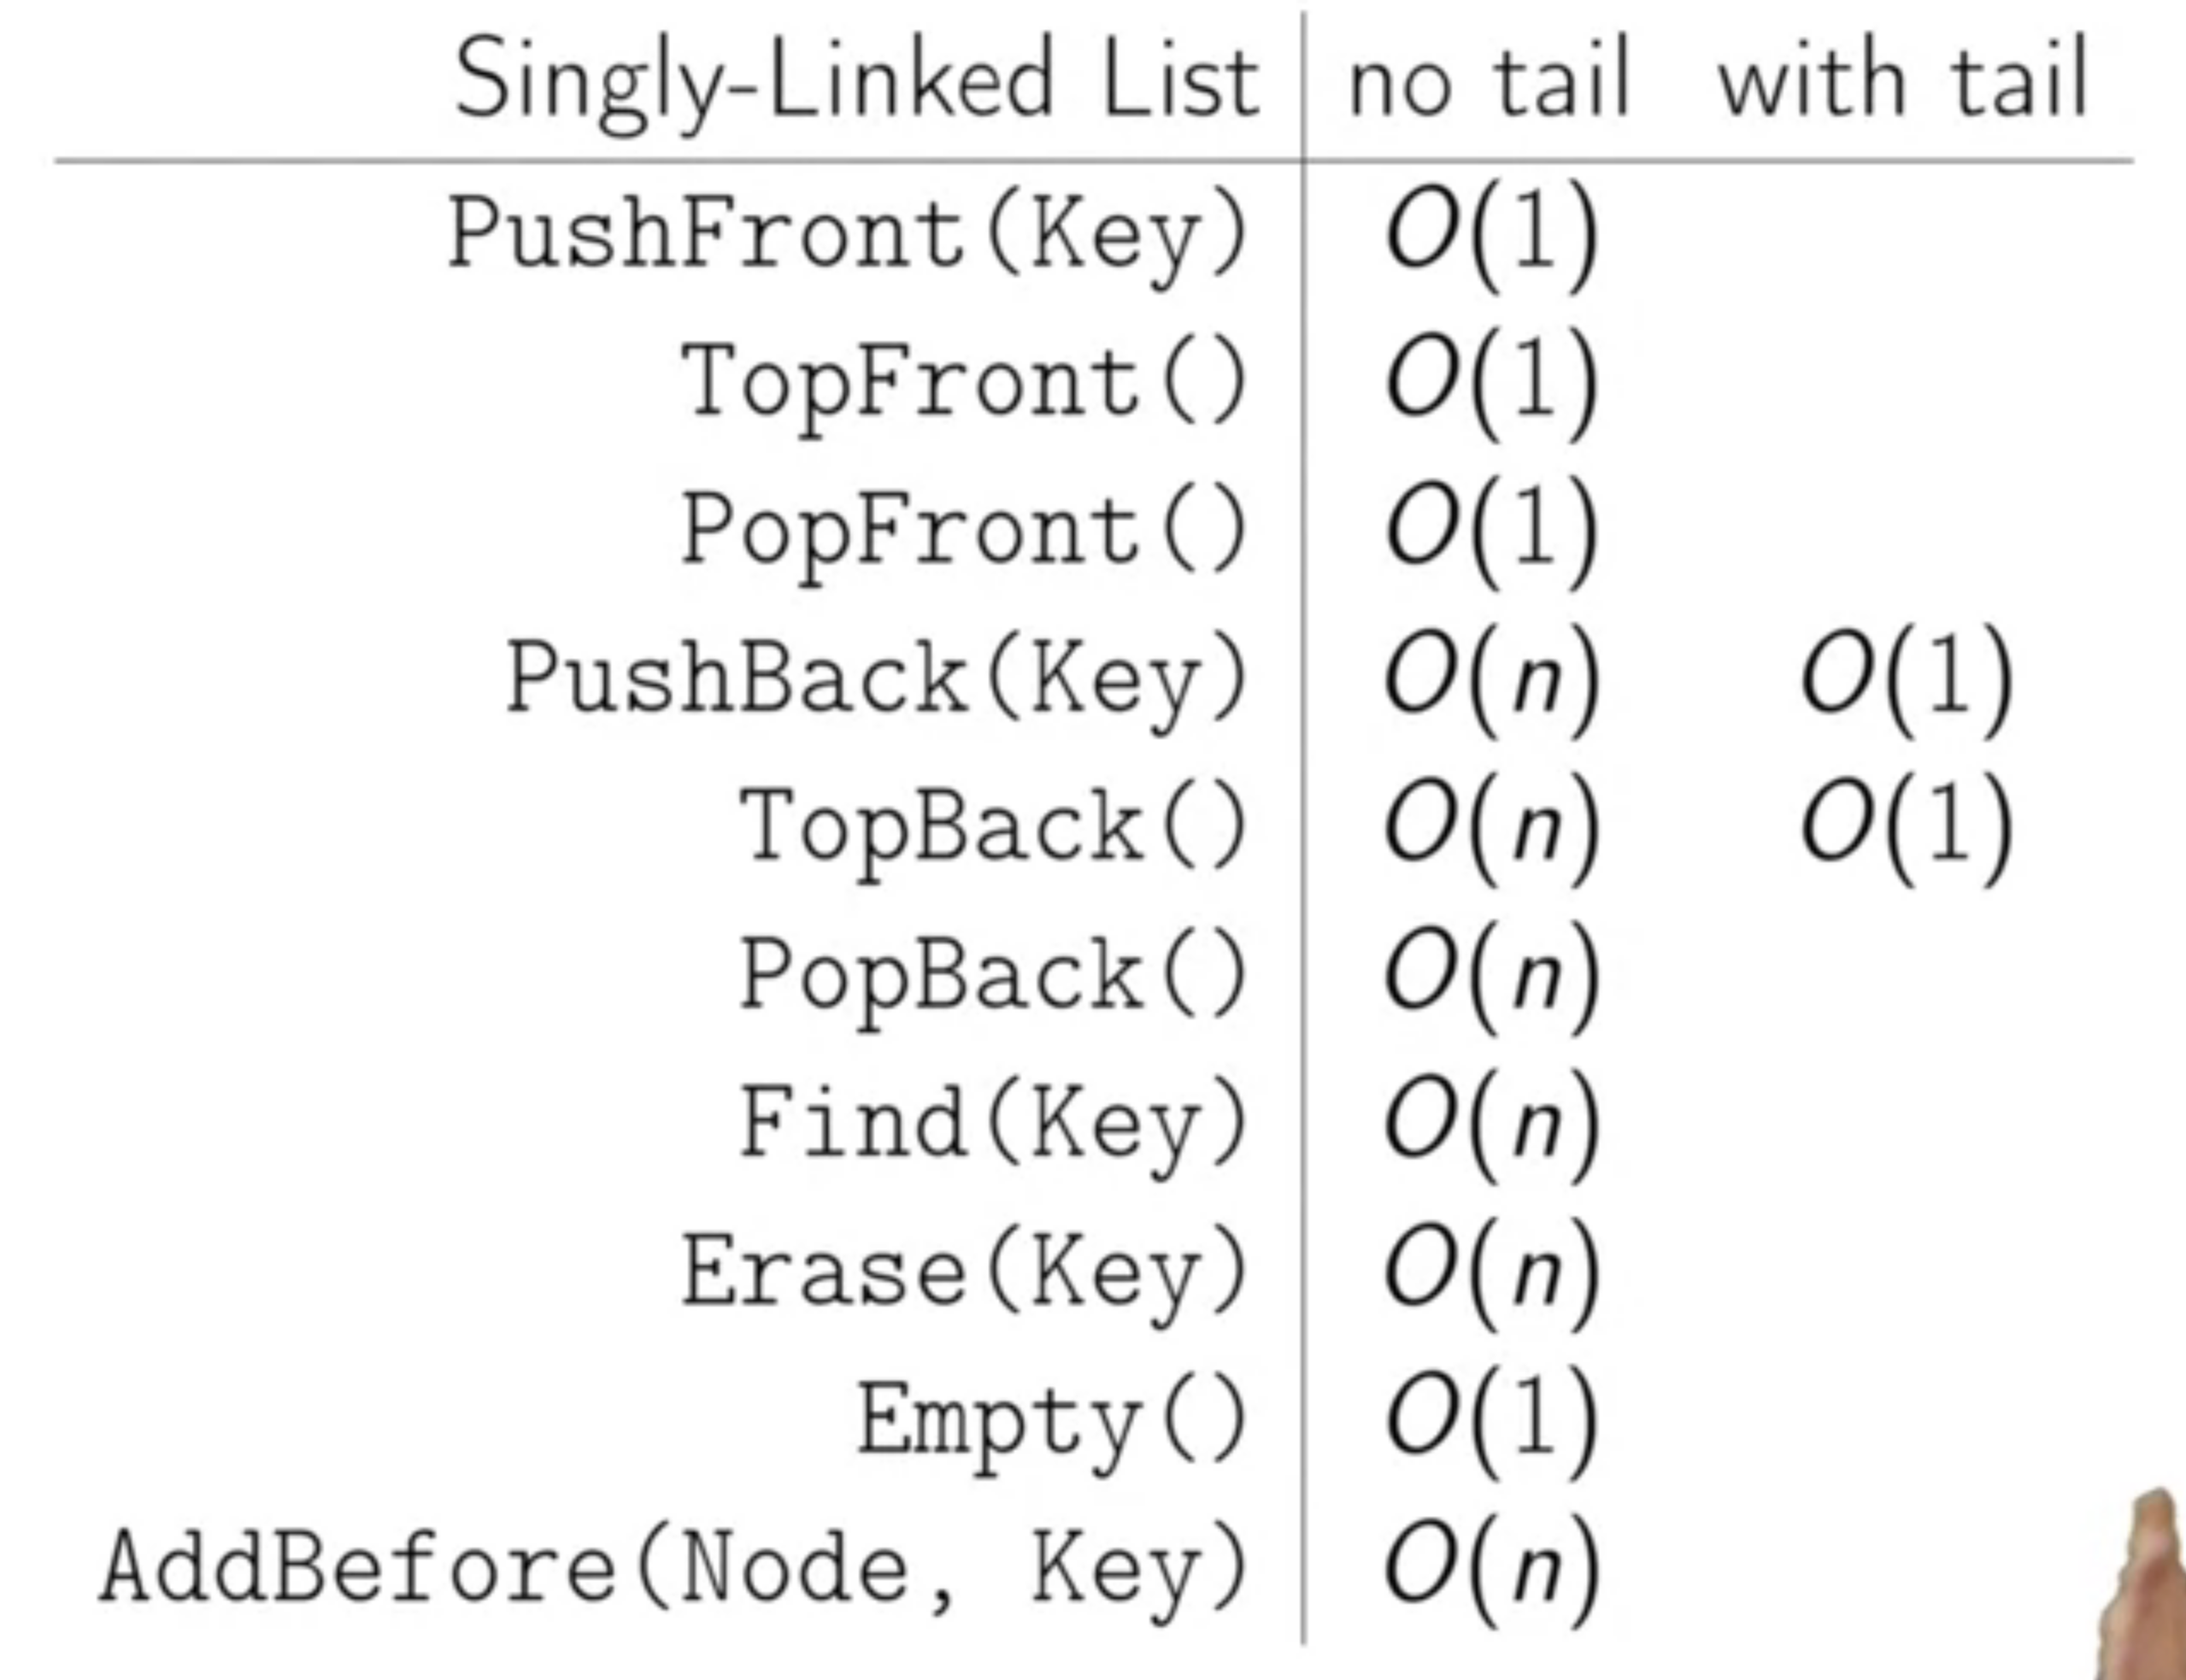 Singly-Linked List no tail with tail
PushFront(Key) O(1)
TopFront() O(1)
PopFront() O(1)
PushBack(Key) O(n) O(1)
TopBack() O(n) O(1)
PopBack() O(n)
Find(Key) O(n)
Erase(Key) O(n)
Empty() O(1)
AddBefore(Node, Key) O(n)